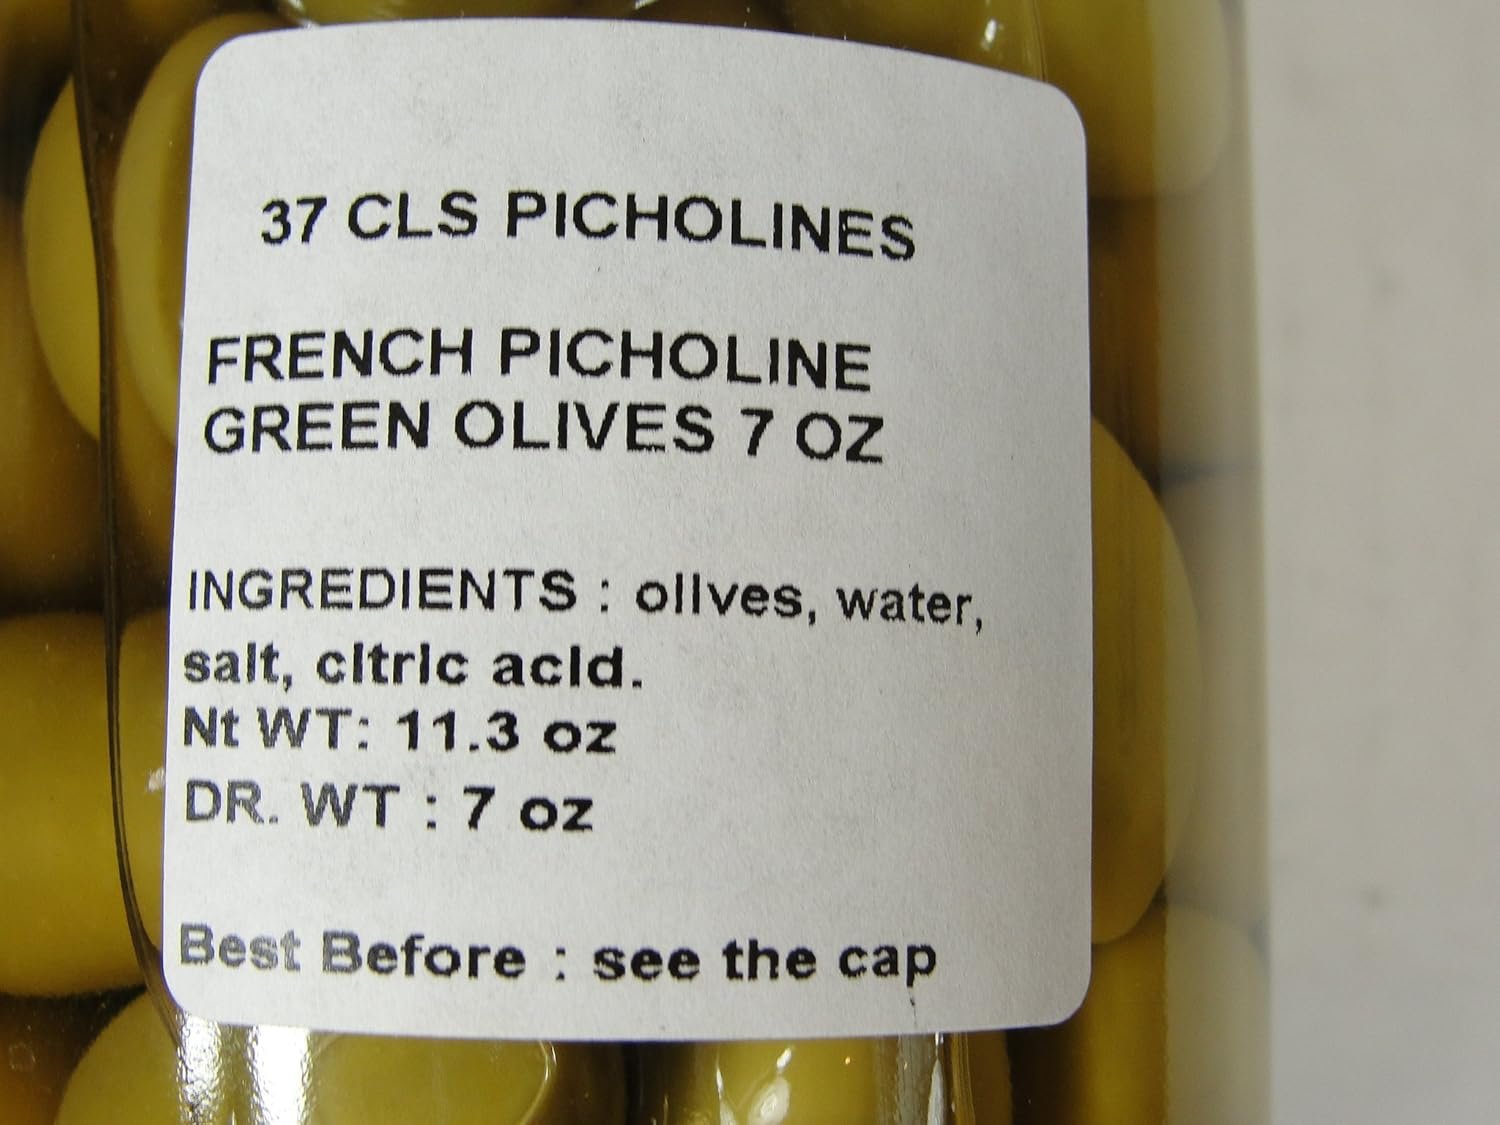 37 CLS PICHOLINES
FRENCH PICHOLINE
GREEN OLIVES 7 OZ
INGREDIENTS : olives, water,
salt, citric acid.
Nt WT: 11.3 oz
DR. WT : 7 oz
Best Before : see the cap